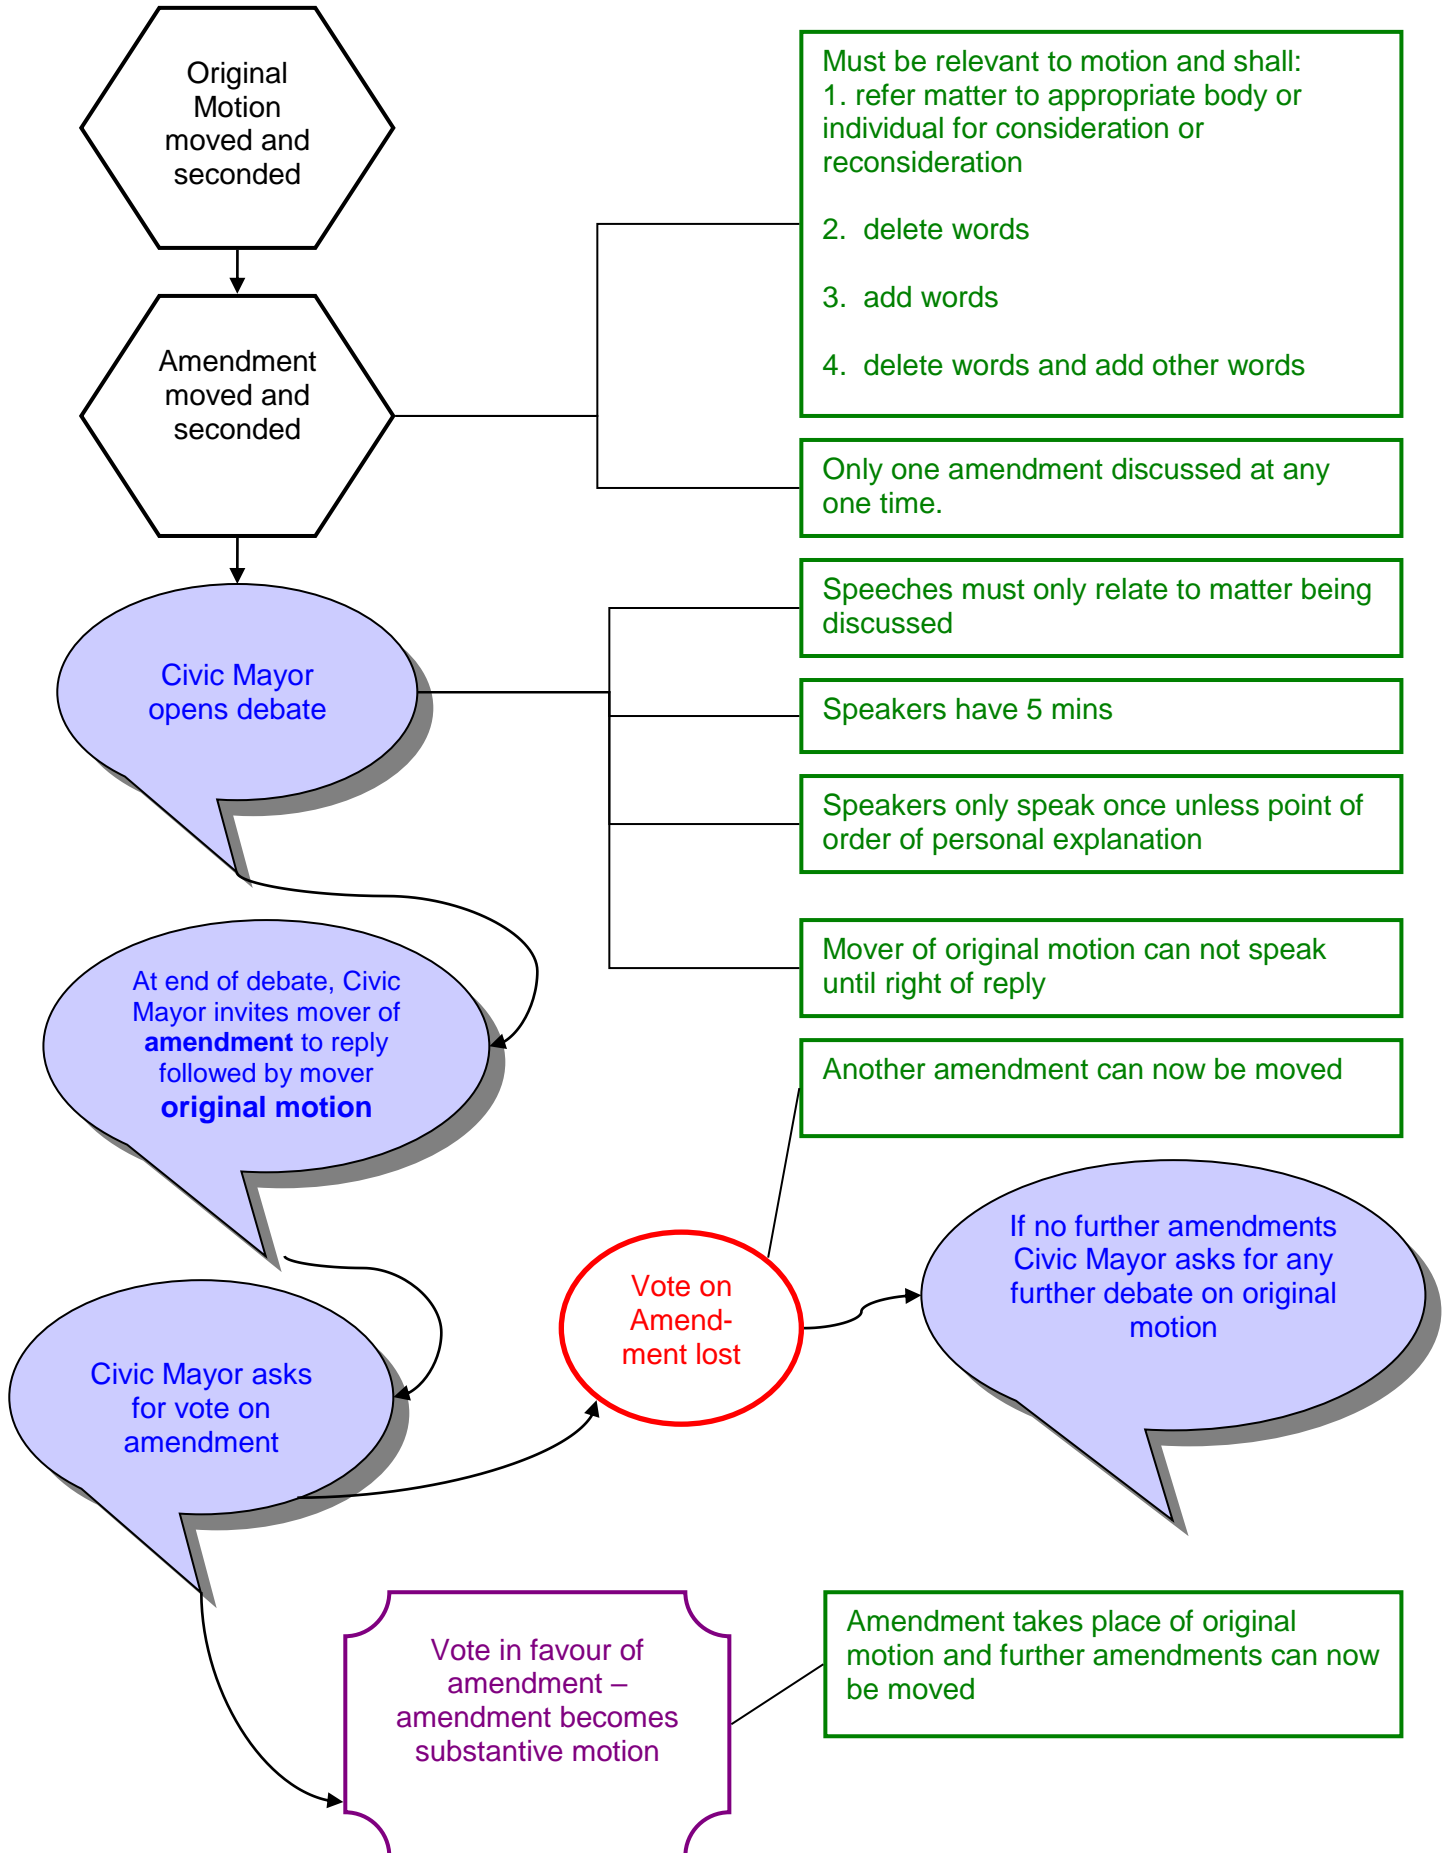 Original
Motion
moved and
seconded
Must be relevant to motion and shall:
1. refer matter to appropriate body or
individual for consideration or
reconsideration
2. delete words
3. add words
4. delete words and add other words
Amendment
moved and
seconded
Only one amendment discussed at any
one time.
Civic Mayor
opens debate
Speeches must only relate to matter being
discussed
Speakers have 5 mins
Speakers only speak once unless point of
order of personal explanation
Mover of original motion can not speak
until right of reply
At end of debate, Civic
Mayor invites mover of
amendment to reply
followed by mover
original motion
Another amendment can now be moved
Civic Mayor asks
for vote on
amendment
Vote on
Amend-
ment lost
If no further amendments
Civic Mayor asks for any
further debate on original
motion
Vote in favour of
amendment –
amendment becomes
substantive motion
Amendment takes place of original
motion and further amendments can now
be moved